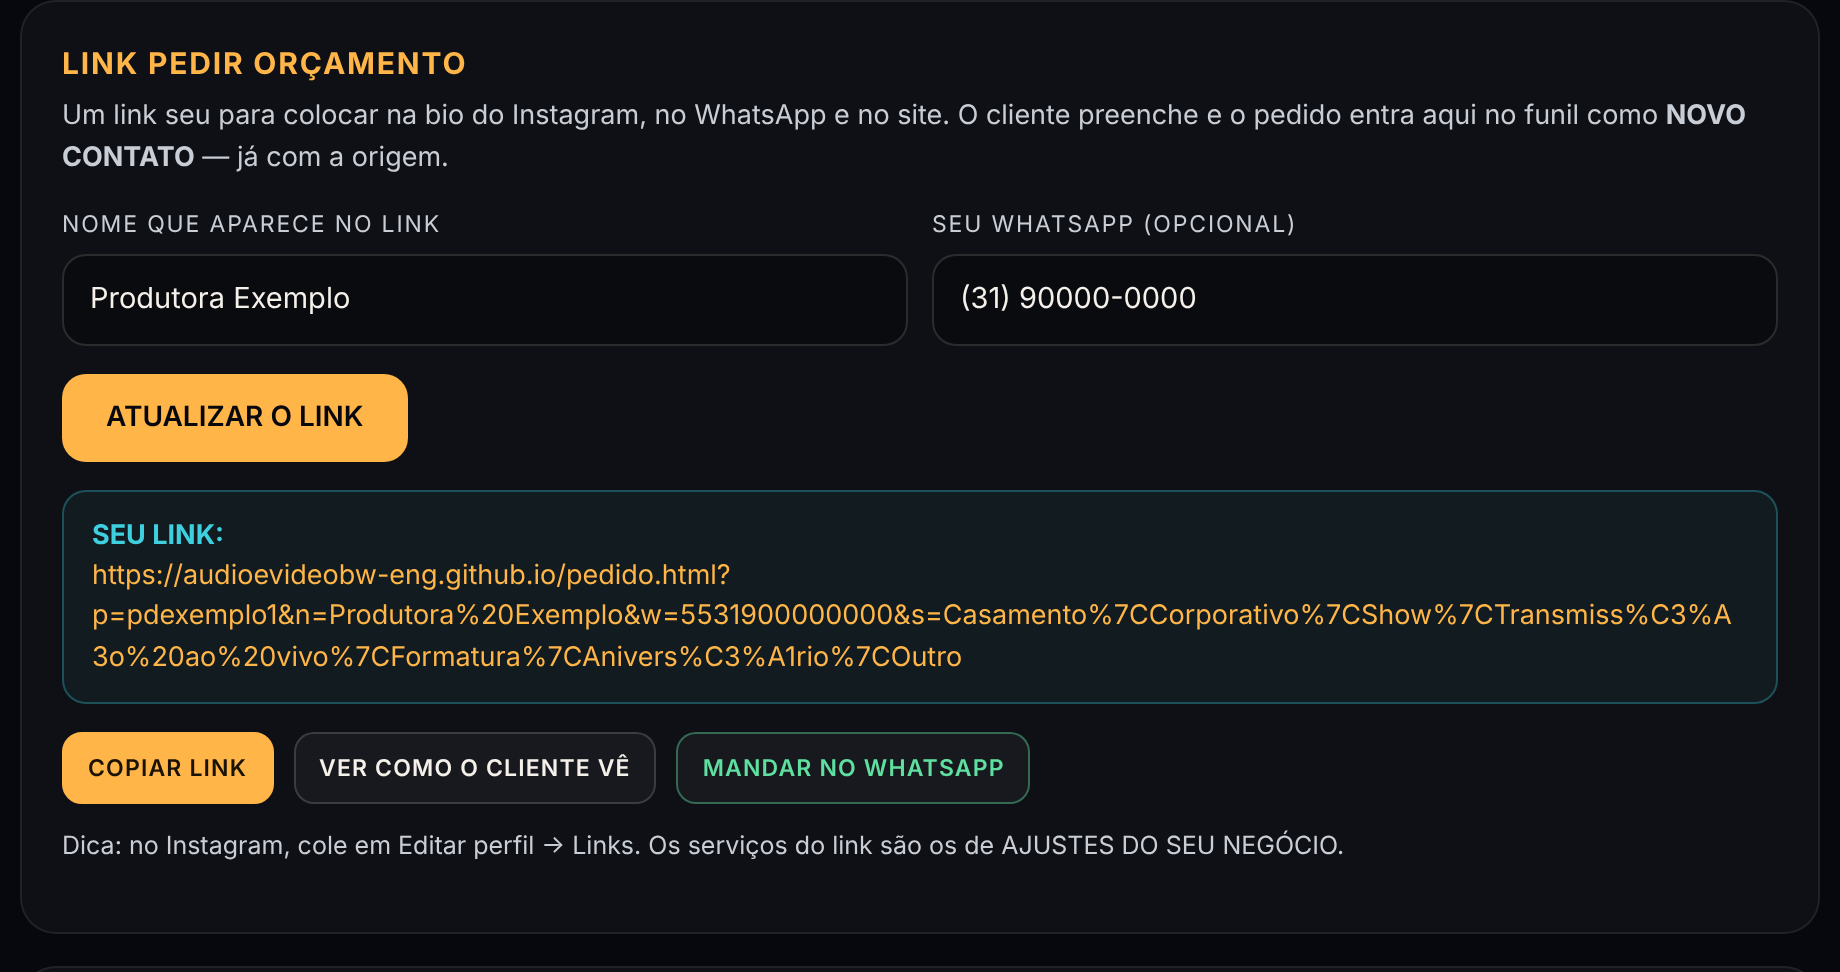 LINK PEDIR ORÇAMENTO
Um link seu para colocar na bio do Instagram, no WhatsApp e no site. O cliente preenche e o pedido entra aqui no funil como NOVO
CONTATO — já com a origem.
NOME QUE APARECE NO LINK
Produtora Exemplo
SEU WHATSAPP (OPCIONAL)
(31) 90000-0000
ATUALIZAR O LINK
SEU LINK:
https://audioevideobw-eng.github.io/pedido.html?
p=pdexemplo1&n=Produtora%20Exemplo&w=5531900000000&s=Casamento%7CCorporativo%7CShow%7CTransmiss%C3%A
3o%20ao%20vivo%7CFormatura%7CAnivers%C3%A1rio%7COutro
COPIAR LINK
VER COMO O CLIENTE VÊ
MANDAR NO WHATSAPP
Dica: no Instagram, cole em Editar perfil → Links. Os serviços do link são os de AJUSTES DO SEU NEGÓCIO.